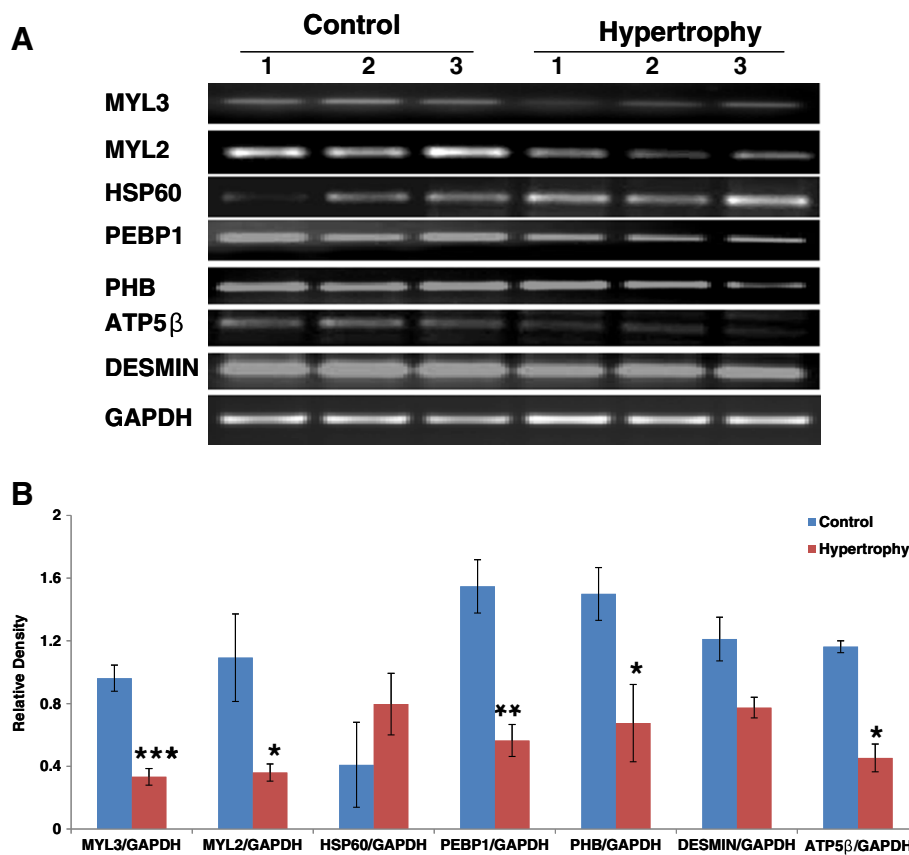 A
Control
Hypertrophy
1 2 3 1 2 3
MYL3
MYL2
HSP60
PEBP1
PHB
ATP5β
DESMIN
GAPDH
B
2
1.6
1.2
0.8
0.4
0
Relative Density
Control
Hypertrophy
***
*
**
*
*
MYL3/GAPDH MYL2/GAPDH HSP60/GAPDH PEBP1/GAPDH PHB/GAPDH DESMIN/GAPDH ATP5β/GAPDH